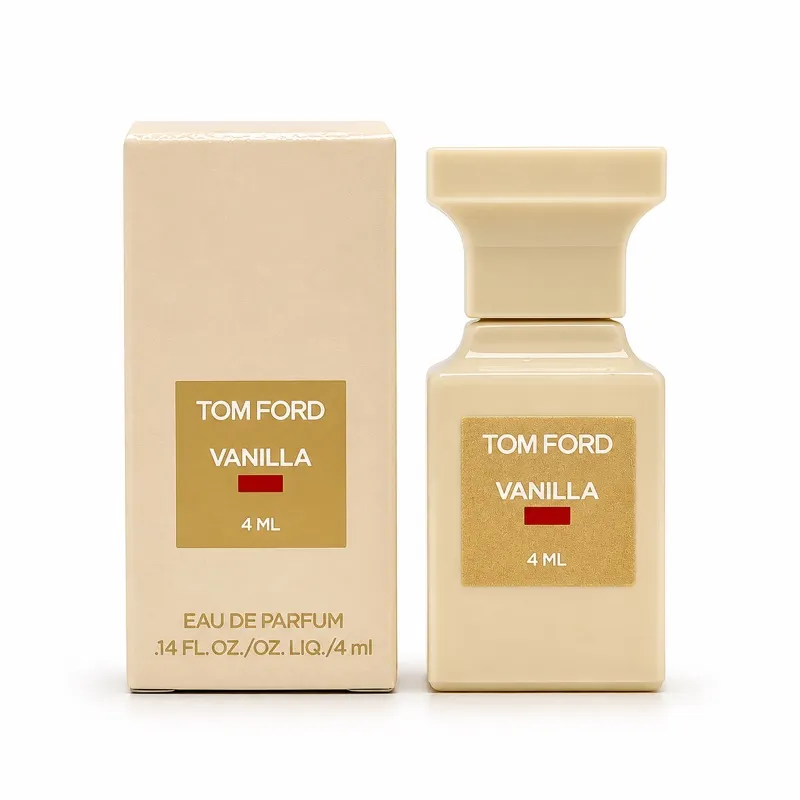 TOM FORD
VANILLA
4 ML
EAU DE PARFUM
.14 FL. OZ./OZ. LIQ./4 ml
TOM FORD
VANILLA
4 ML